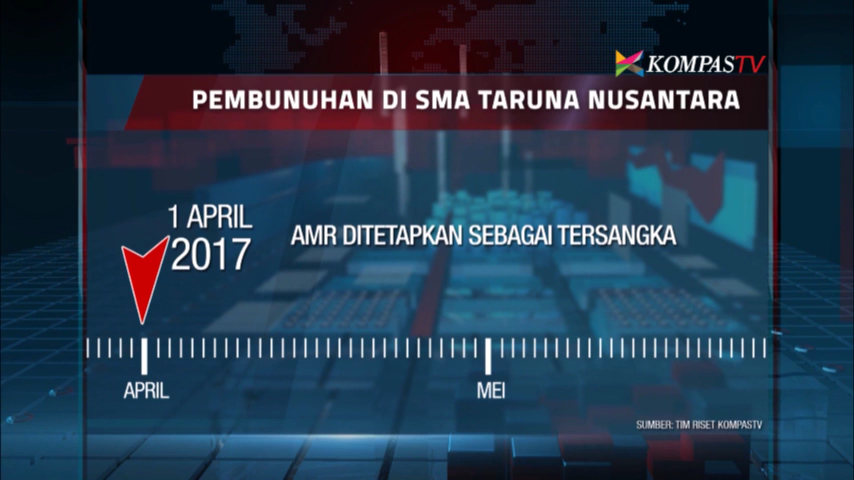 KOMPASTV
PEMBUNUHAN DI SMA TARUNA NUSANTARA
1 APRIL
2017
AMR DITETAPKAN SEBAGAI TERSANGKA
APRIL
MEI
SUMBER: TIM RISET KOMPASTV